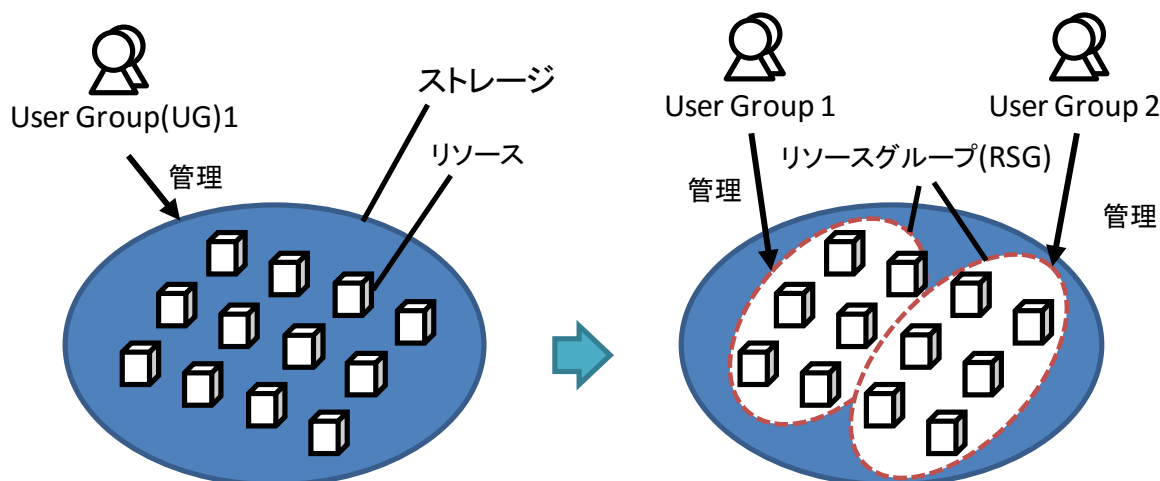 User Group(UG)1
ストレージ
リソース
管理
User Group 1
User Group 2
リソースグループ(RSG)
管理
管理